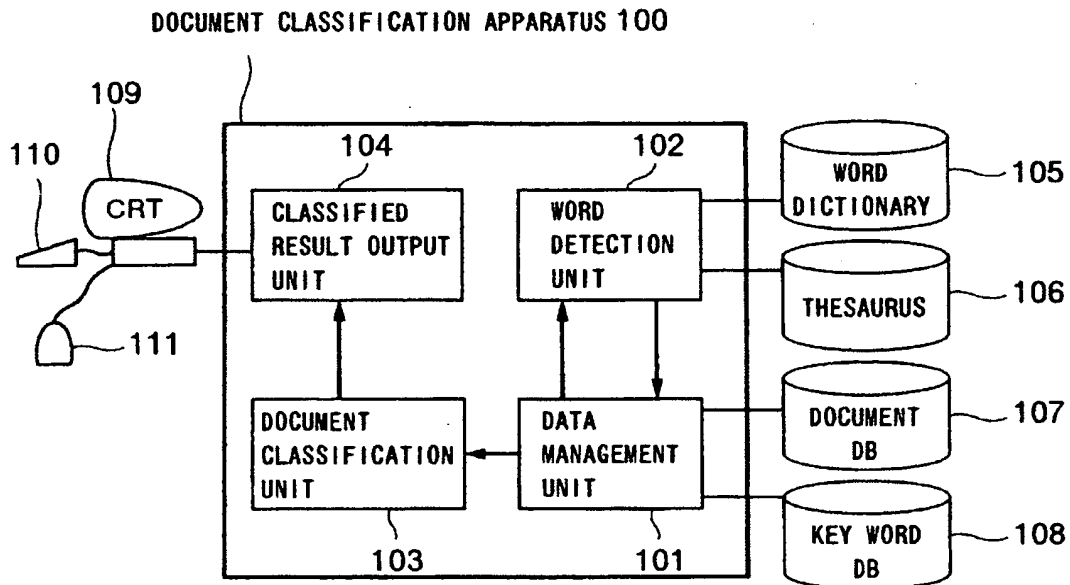 DOCUMENT CLASSIFICATION APPARATUS 100
109
110
CRT
111
104
CLASSIFIED
RESULT OUTPUT
UNIT
102
WORD
DETECTION
UNIT
DOCUMENT
CLASSIFICATION
UNIT
103
DATA
MANAGEMENT
UNIT
101
WORD
DICTIONARY
105
THESAURUS
106
DOCUMENT
DB
107
KEY WORD
DB
108